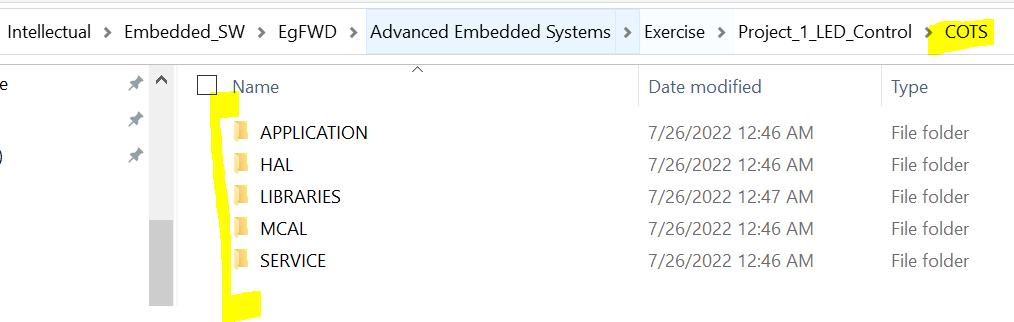 Intellectual > Embedded_SW > EgFWD > Advanced Embedded Systems > Exercise > Project_1_LED_Control > COTS
e
Name Date modified Type
APPLICATION 7/26/2022 12:46 AM File folder
) HAL 7/26/2022 12:46 AM File folder
LIBRARIES 7/26/2022 12:47 AM File folder
MCAL 7/26/2022 12:46 AM File folder
SERVICE 7/26/2022 12:46 AM File folder